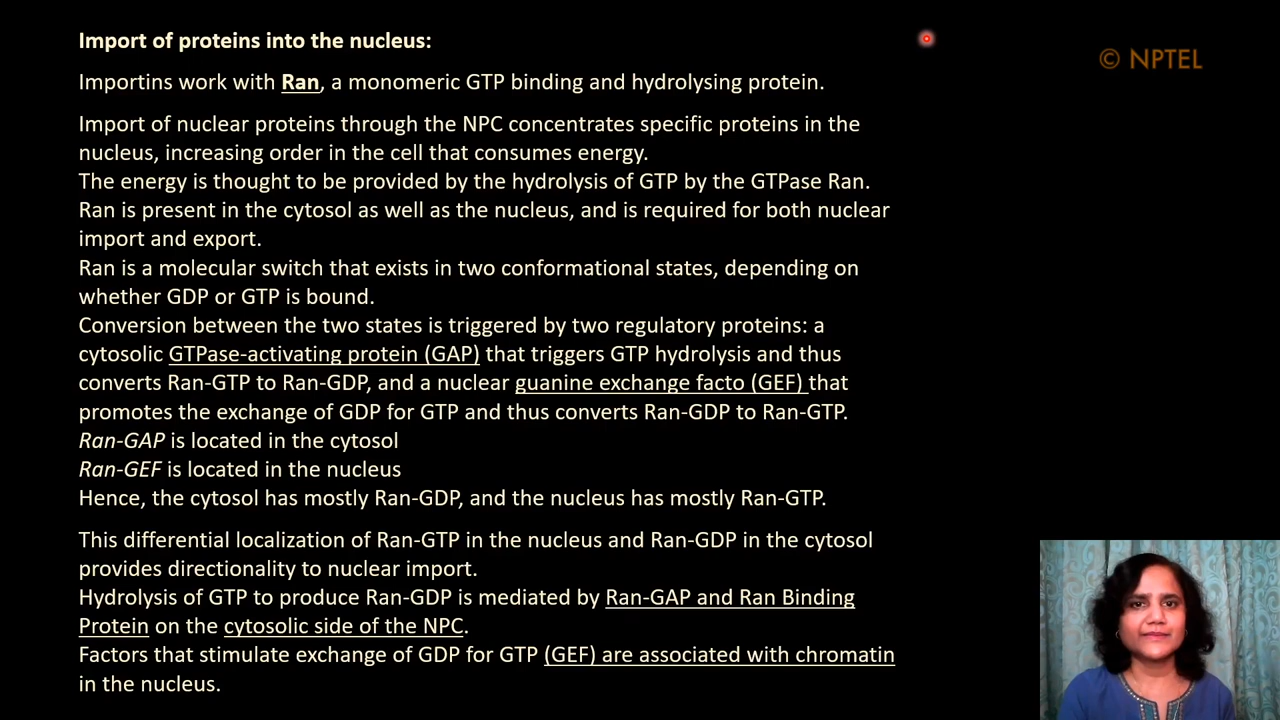 Import of proteins into the nucleus:
© NPTEL
Importins work with Ran, a monomeric GTP binding and hydrolysing protein.
Import of nuclear proteins through the NPC concentrates specific proteins in the
nucleus, increasing order in the cell that consumes energy.
The energy is thought to be provided by the hydrolysis of GTP by the GTPase Ran.
Ran is present in the cytosol as well as the nucleus, and is required for both nuclear
import and export.
Ran is a molecular switch that exists in two conformational states, depending on
whether GDP or GTP is bound.
Conversion between the two states is triggered by two regulatory proteins: a
cytosolic GTPase-activating protein (GAP) that triggers GTP hydrolysis and thus
converts Ran-GTP to Ran-GDP, and a nuclear guanine exchange facto (GEF) that
promotes the exchange of GDP for GTP and thus converts Ran-GDP to Ran-GTP.
Ran-GAP is located in the cytosol
Ran-GEF is located in the nucleus
Hence, the cytosol has mostly Ran-GDP, and the nucleus has mostly Ran-GTP.
This differential localization of Ran-GTP in the nucleus and Ran-GDP in the cytosol
provides directionality to nuclear import.
Hydrolysis of GTP to produce Ran-GDP is mediated by Ran-GAP and Ran Binding
Protein on the cytosolic side of the NPC.
Factors that stimulate exchange of GDP for GTP (GEF) are associated with chromatin
in the nucleus.